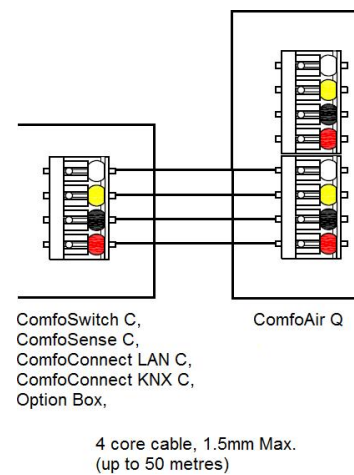 ComfoSwitch C,
ComfoSense C,
ComfoConnect LAN C,
ComfoConnect KNX C,
Option Box,
ComfoAir Q
4 core cable, 1.5mm Max.
(up to 50 metres)